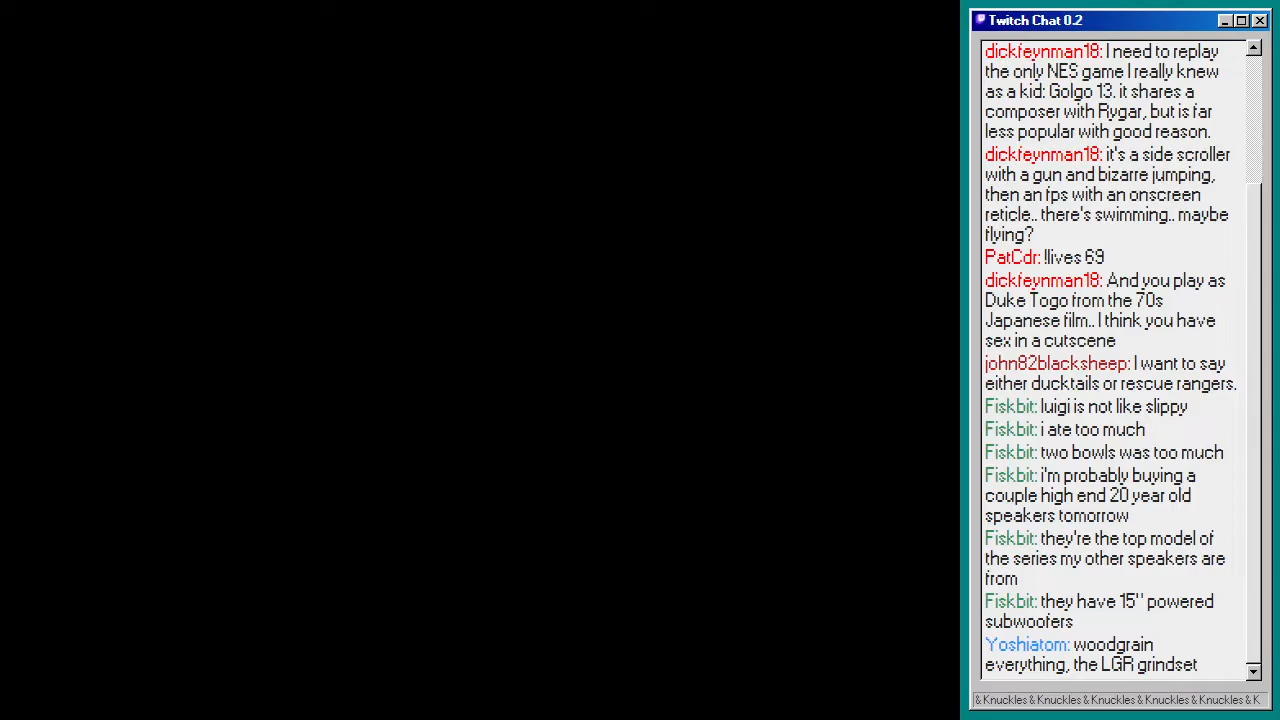 Twitch Chat 0.2
dickfeynman18: I need to replay
the only NES game I really knew
as a kid: Golgo 13. it shares a
composer with Rygar, but is far
less popular with good reason.
dickfeynman18: it's a side scroller
with a gun and bizarre jumping,
then an fps with an onscreen
reticle.. there's swimming.. maybe
flying?
PatCdr: !lives 69
dickfeynman18: And you play as
Duke Togo from the 70s
Japanese film.. I think you have
sex in a cutscene
john82blacksheep: I want to say
either ducktails or rescue rangers.
Fiskbit: luigi is not like slippy
Fiskbit: i ate too much
Fiskbit: two bowls was too much
Fiskbit: i'm probably buying a
couple high end 20 year old
speakers tomorrow
Fiskbit: they're the top model of
the series my other speakers are
from
Fiskbit: they have 15" powered
subwoofers
Yoshiatom: woodgrain
everything, the LGR grindset
& Knuckles & Knuckles & Knuckles & Knuckles & Knuckles & K